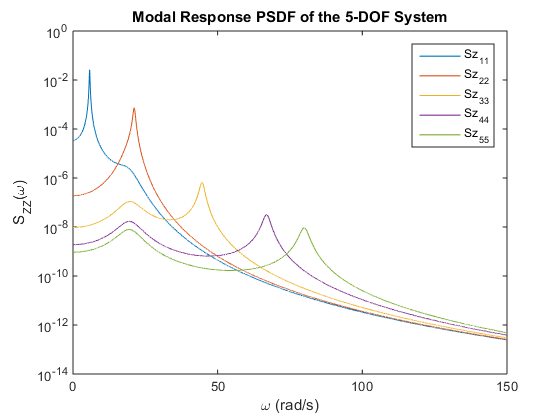 Modal Response PSDF of the 5-DOF System
10^0
10^-2
10^-4
10^-6
10^-8
10^-10
10^-12
10^-14
S_ZZ(ω)
Sz_11
Sz_22
Sz_33
Sz_44
Sz_55
0 50 100 150
ω (rad/s)